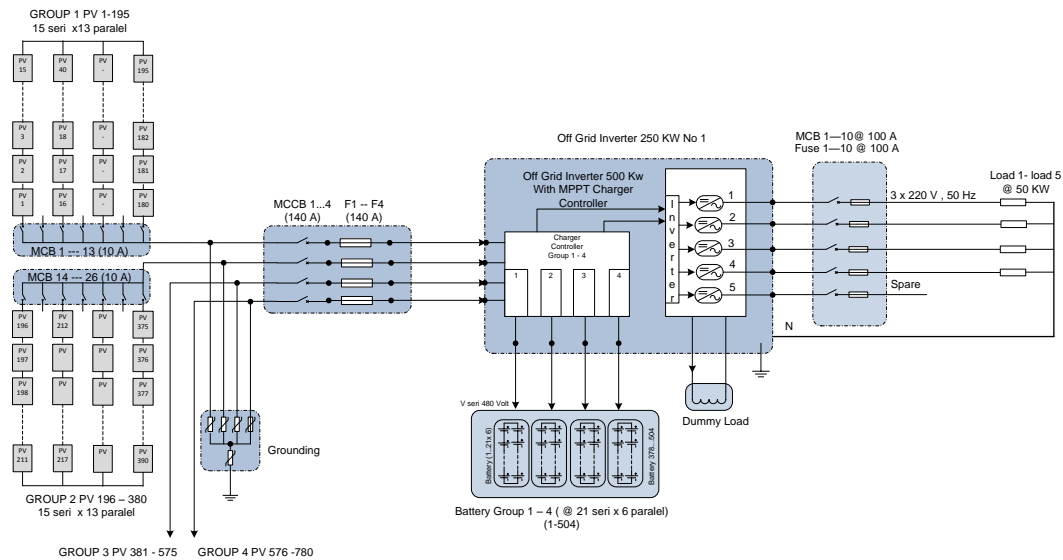 GROUP 1 PV 1-195
15 seri x13 paralel
PV 15
PV 40
PV -
PV 195
PV 3
PV 18
PV -
PV 182
PV 2
PV 17
PV -
PV 181
PV 1
PV 16
PV -
PV 180
MCB 1 --- 13 (10 A)
MCB 14 --- 26 (10 A)
PV 196
PV 212
PV
PV 375
PV 197
PV
PV
PV 376
PV 198
PV
PV
PV 377
PV 211
PV 217
PV
PV 390
GROUP 2 PV 196 – 380
15 seri x 13 paralel
GROUP 3 PV 381 - 575
GROUP 4 PV 576 -780
MCCB 1...4
(140 A)
F1 -- F4
(140 A)
Grounding
Off Grid Inverter 250 KW No 1
Off Grid Inverter 500 Kw
With MPPT Charger
Controller
Charger
Controller
Group 1 - 4
1
2
3
4
Inverter
1
2
3
4
5
V seri 480 Volt
Battery (1...21x 6)
Battery 378....504
Battery Group 1 – 4 ( @ 21 seri x 6 paralel)
(1-504)
Dummy Load
MCB 1—10@ 100 A
Fuse 1—10 @ 100 A
3 x 220 V , 50 Hz
Load 1- load 5
@ 50 KW
Spare
N